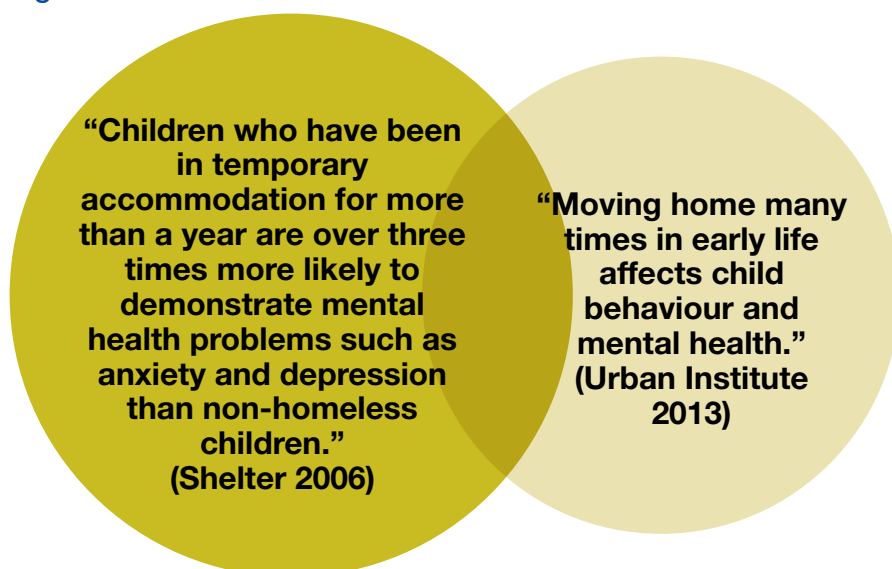 “Children who have been
in temporary
accommodation for more
than a year are over three
times more likely to
demonstrate mental
health problems such as
anxiety and depression
than non-homeless
children.”
(Shelter 2006)
“Moving home many
times in early life
affects child
behaviour and
mental health.”
(Urban Institute
2013)